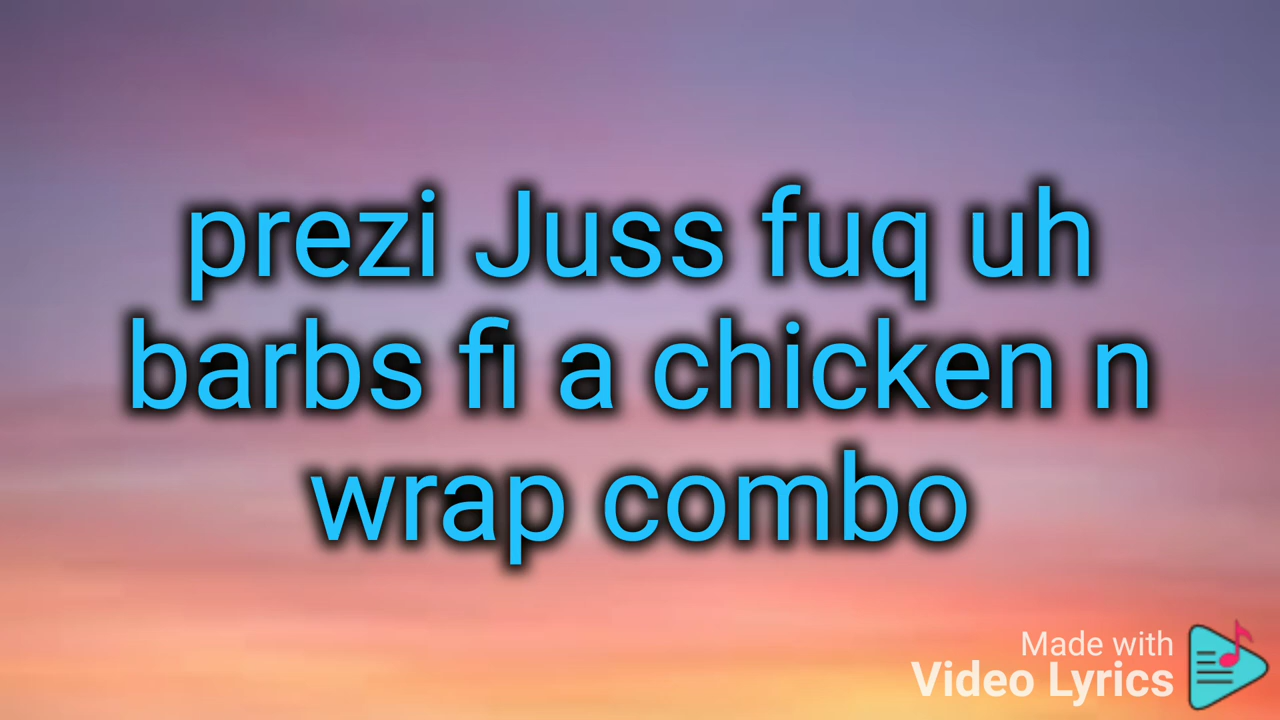 prezi Juss fuq uh
barbs fi a chicken n
wrap combo
Made with
Video Lyrics